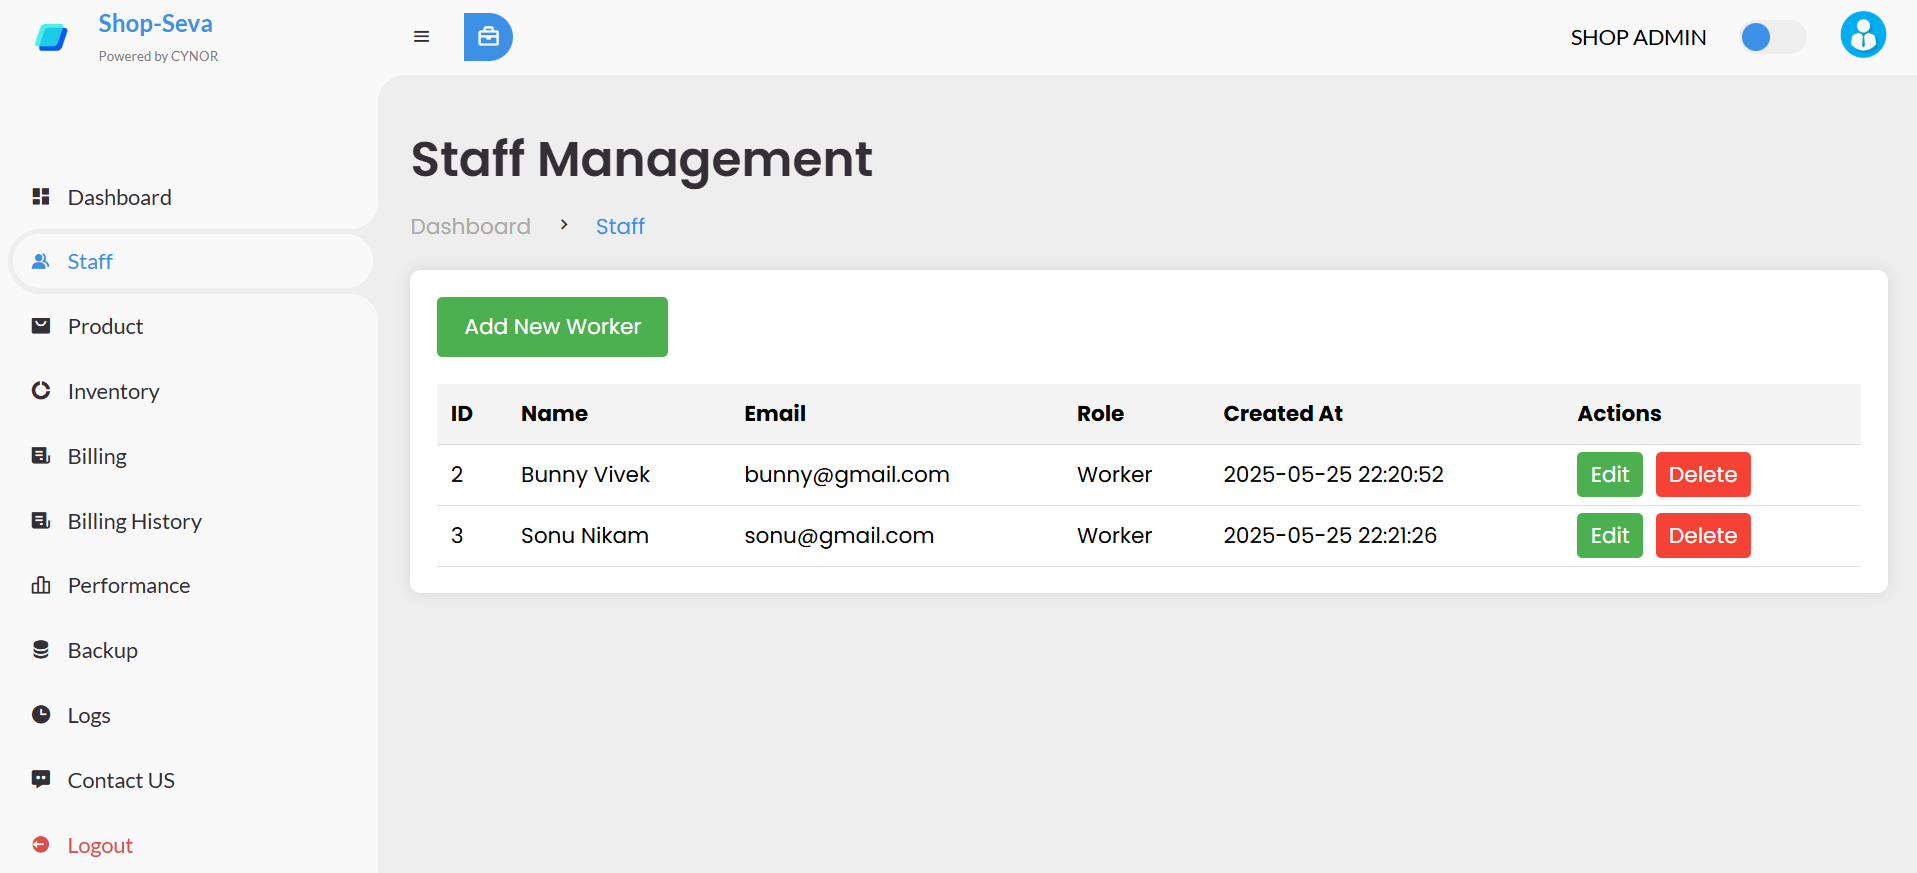 Shop-Seva
Powered by CYNOR
SHOP ADMIN
Dashboard
Staff
Product
Inventory
Billing
Billing History
Performance
Backup
Logs
Contact US
Logout
Staff Management
Dashboard > Staff
Add New Worker
ID Name Email Role Created At Actions
2 Bunny Vivek bunny@gmail.com Worker 2025-05-25 22:20:52 Edit Delete
3 Sonu Nikam sonu@gmail.com Worker 2025-05-25 22:21:26 Edit Delete